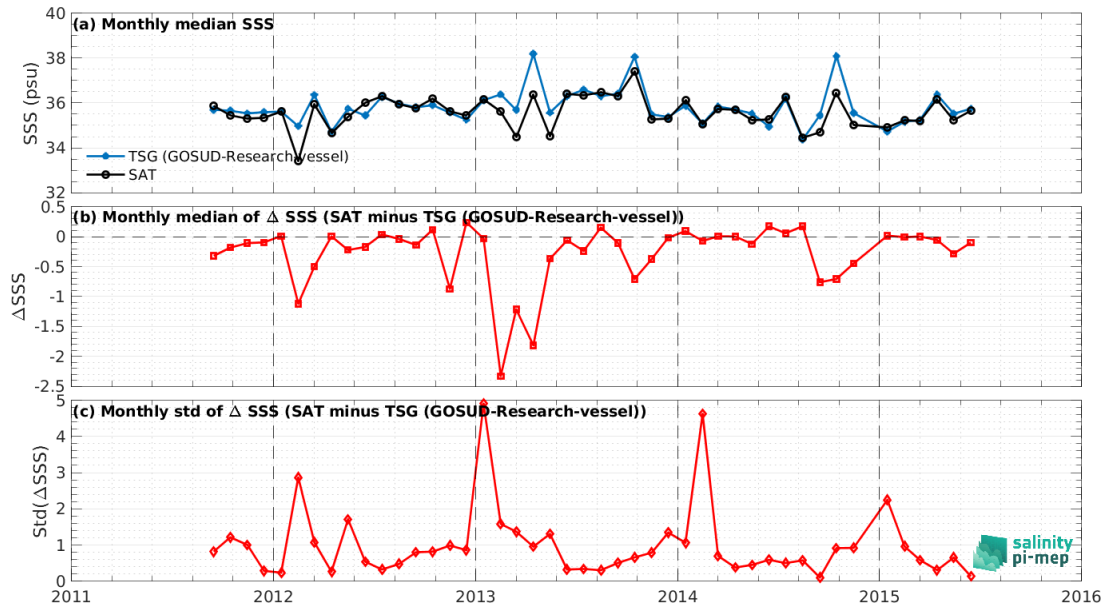 (a) Monthly median SSS
40
38
36
34
32
SSS (psu)
TSG (GOSUD-Research-vessel)
SAT
(b) Monthly median of Δ SSS (SAT minus TSG (GOSUD-Research-vessel))
0.5
0
-0.5
-1
-1.5
-2
-2.5
ΔSSS
(c) Monthly std of Δ SSS (SAT minus TSG (GOSUD-Research-vessel))
5
4
3
2
1
0
Std(ΔSSS)
salinity
pi-mep
2011 2012 2013 2014 2015 2016